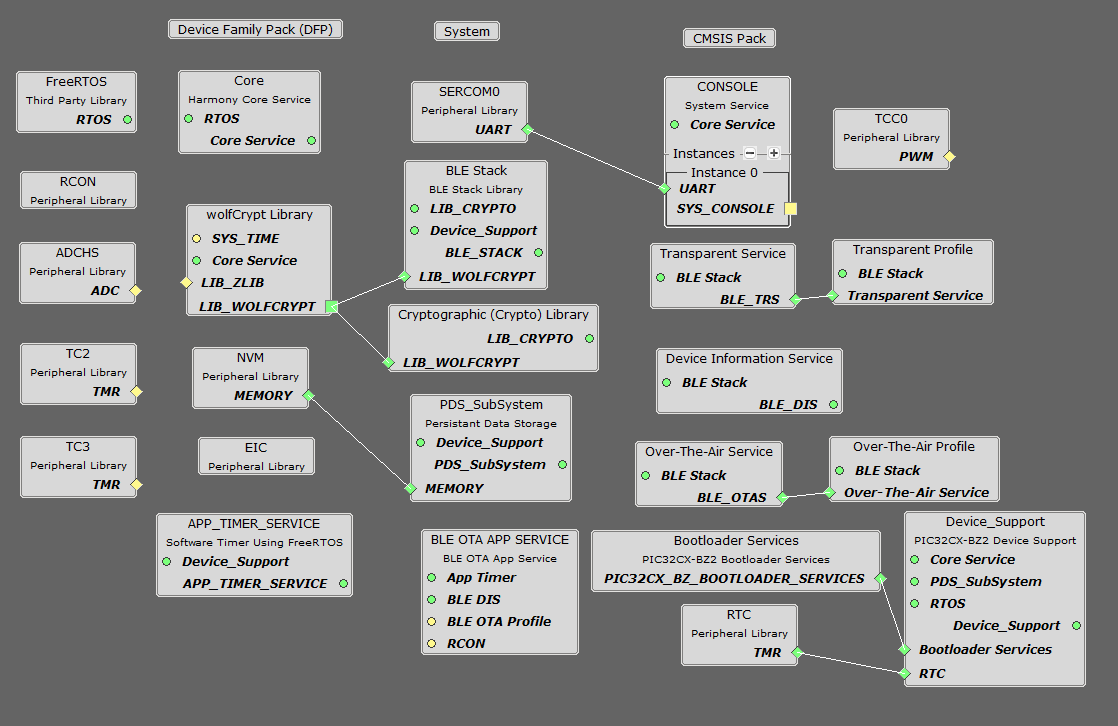 Device Family Pack (DFP)
System
CMSIS Pack
FreeRTOS
Third Party Library
RTOS
Core
Harmony Core Service
RTOS
Core Service
SERCOM0
Peripheral Library
UART
CONSOLE
System Service
Core Service
Instances
Instance 0
UART
SYS_CONSOLE
TCC0
Peripheral Library
PWM
RCON
Peripheral Library
BLE Stack
BLE Stack Library
LIB_CRYPTO
Device_Support
BLE_STACK
LIB_WOLFCRYPT
wolfCrypt Library
SYS_TIME
Core Service
LIB_ZLIB
LIB_WOLFCRYPT
ADCHS
Peripheral Library
ADC
Transparent Service
BLE Stack
BLE_TRS
Transparent Profile
BLE Stack
Transparent Service
Cryptographic (Crypto) Library
LIB_CRYPTO
LIB_WOLFCRYPT
TC2
Peripheral Library
TMR
NVM
Peripheral Library
MEMORY
Device Information Service
BLE Stack
BLE_DIS
PDS_SubSystem
Persistant Data Storage
Device_Support
PDS_SubSystem
MEMORY
TC3
Peripheral Library
TMR
EIC
Peripheral Library
Over-The-Air Service
BLE Stack
BLE_OTAS
Over-The-Air Profile
BLE Stack
Over-The-Air Service
APP_TIMER_SERVICE
Software Timer Using FreeRTOS
Device_Support
APP_TIMER_SERVICE
BLE OTA APP SERVICE
BLE OTA App Service
App Timer
BLE DIS
BLE OTA Profile
RCON
Bootloader Services
PIC32CX-BZ2 Bootloader Services
PIC32CX_BZ_BOOTLOADER_SERVICES
Device_Support
PIC32CX-BZ2 Device Support
Core Service
PDS_SubSystem
RTOS
Device_Support
Bootloader Services
RTC
RTC
Peripheral Library
TMR